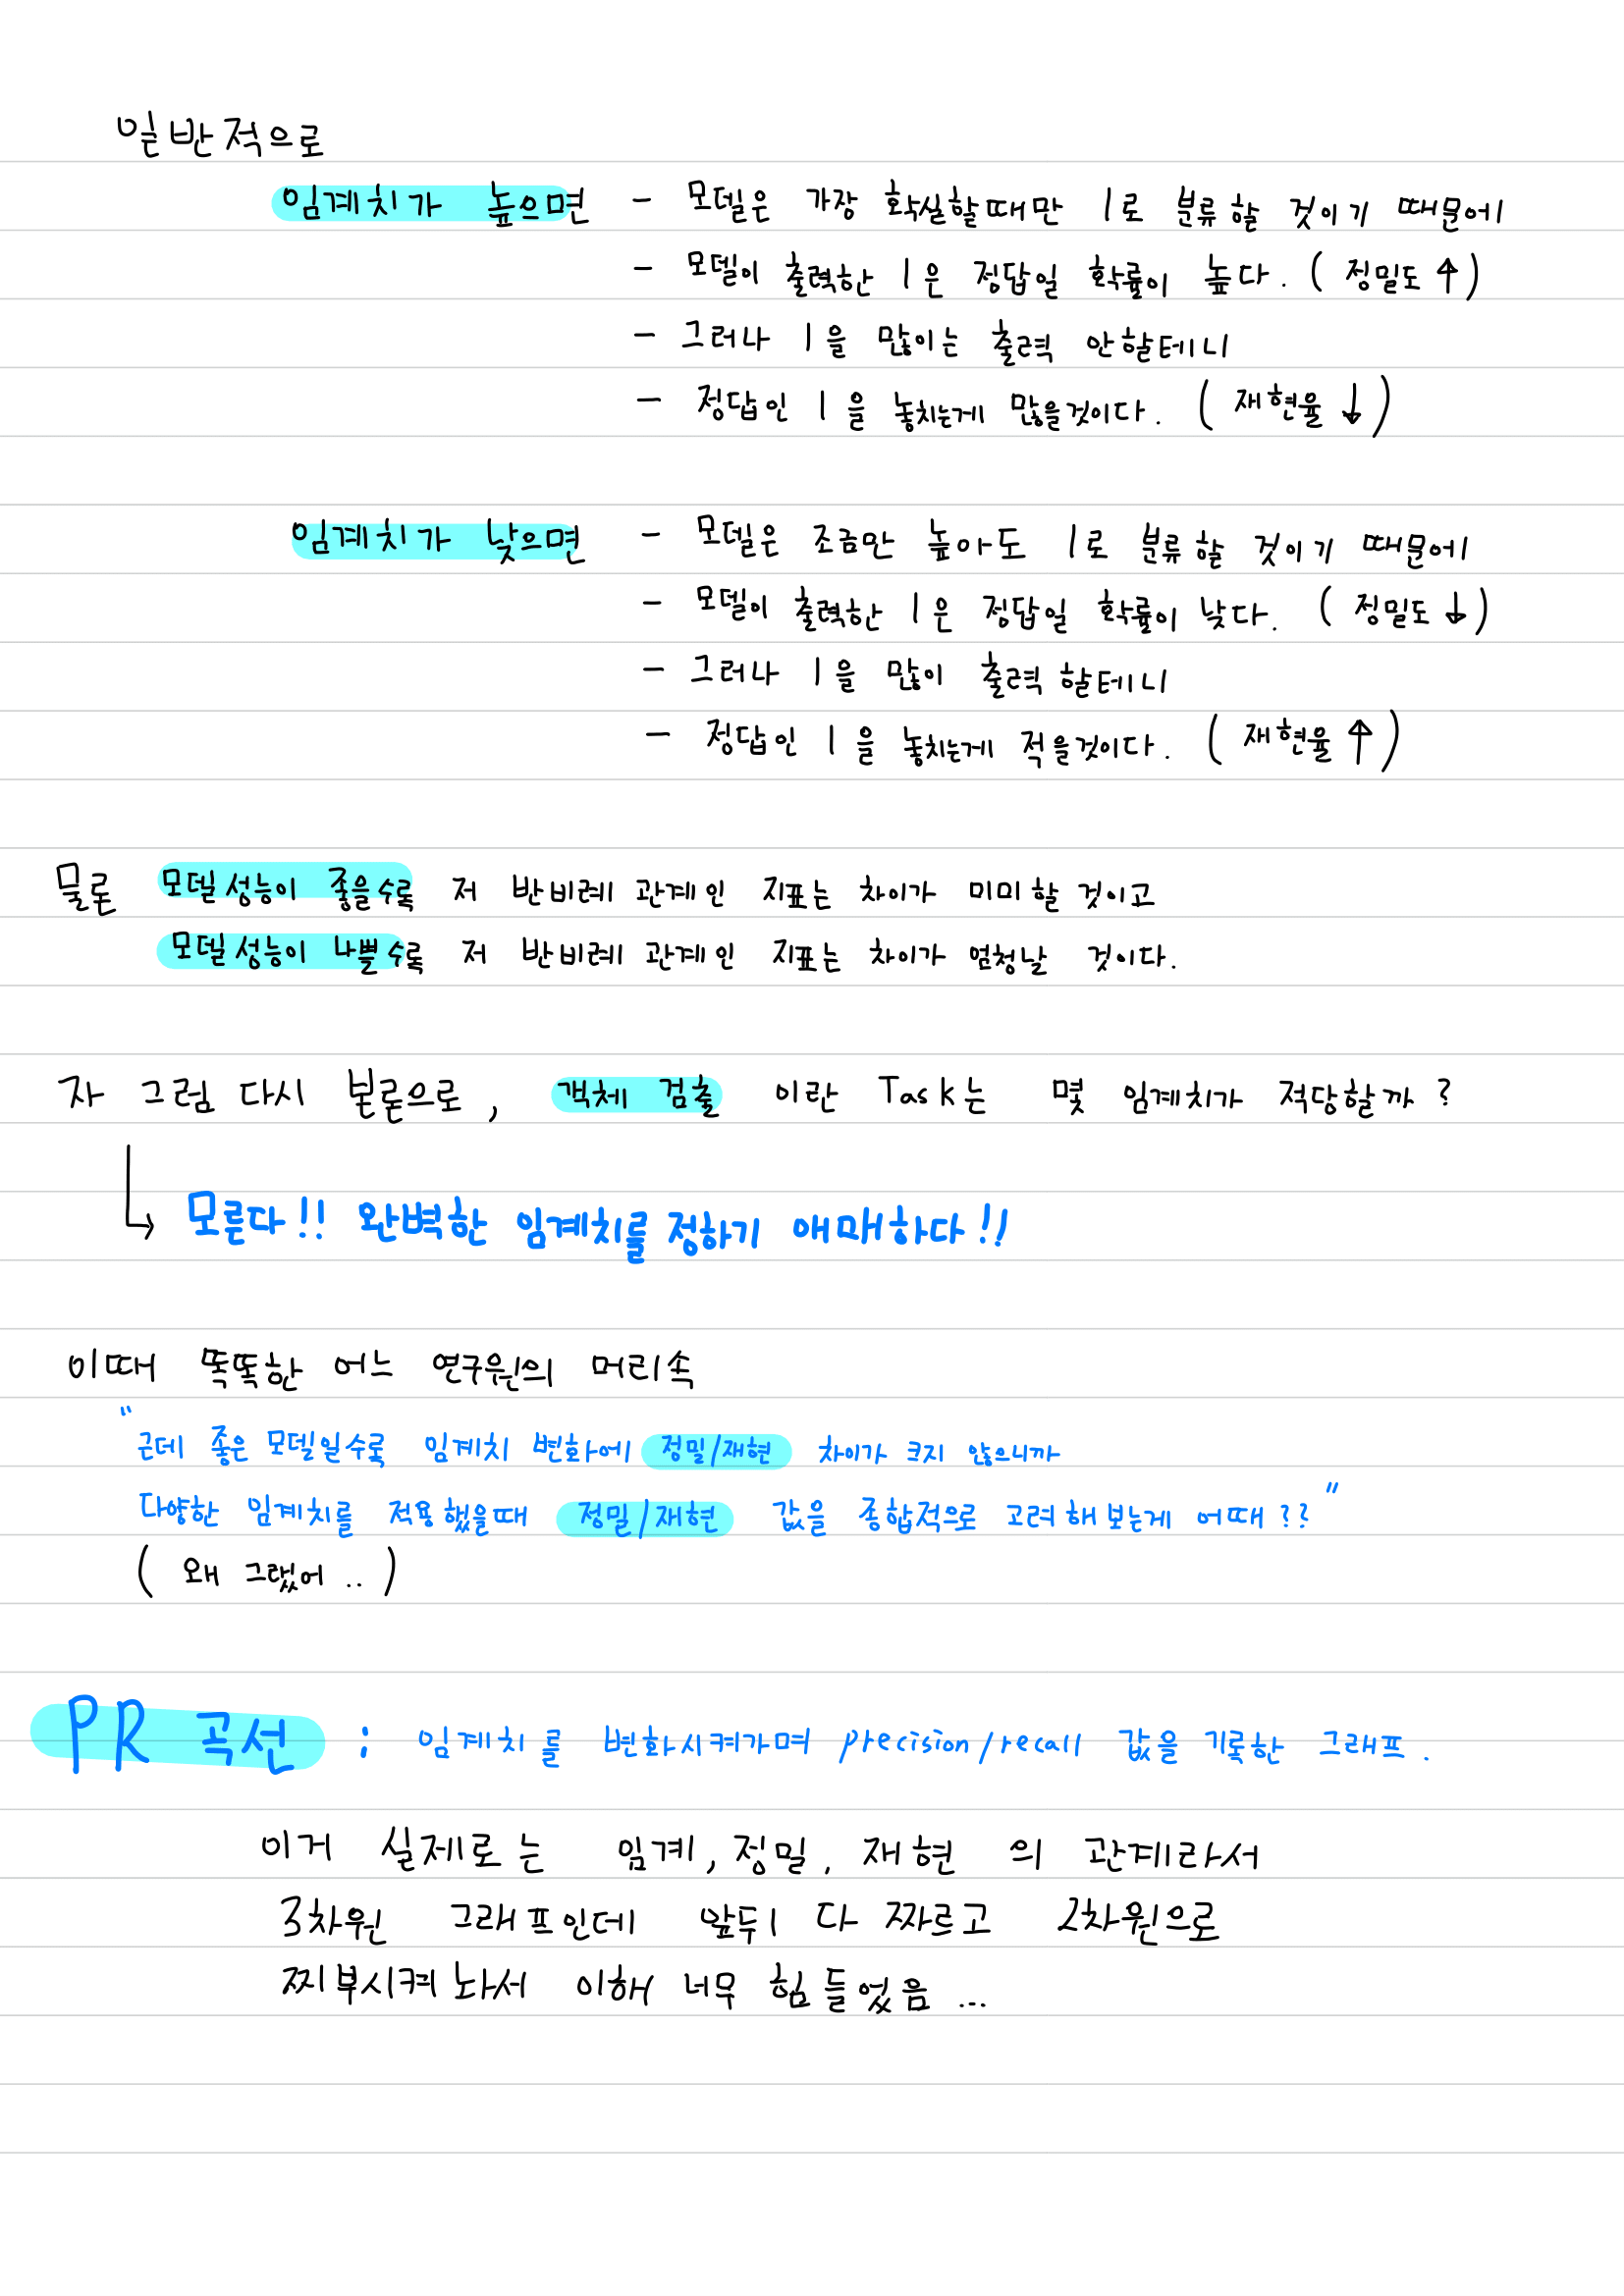 일반적으로
임계치가 높으면 - 모델은 가장 확실할때만 1로 분류할 것이기 때문에
- 모델이 출력한 1은 정답일 확률이 높다. ( 정밀도 ↑)
- 그러나 1을 많이는 출력 안할테니
- 정답인 1을 놓치는게 많을것이다. ( 재현율 ↓)
임계치가 낮으면 - 모델은 조금만 높아도 1로 분류할 것이기 때문에
- 모델이 출력한 1은 정답일 확률이 낮다. ( 정밀도 ↓)
- 그러나 1을 많이 출력할테니
- 정답인 1을 놓치는게 적을것이다. ( 재현율 ↑)
물론 모델성능이 좋을수록 저 반비례 관계인 지표는 차이가 미미할 것이고
모델성능이 나쁠수록 저 반비례 관계인 지표는 차이가 엄청날 것이다.
자 그럼 다시 본론으로, 객체 검출 이란 Task는 몇 임계치가 적당할까?
↳ 모른다!! 완벽한 임계치를 정하기 애매하다!!
이때 똑똑한 어느 연구원의 머리속
"근데 좋은 모델일수록 임계치 변화에 정밀/재현 차이가 크지 않으니까
다양한 임계치를 적용했을때 정밀/재현 값을 종합적으로 고려해보는게 어때??"
( 왜 그랬어 .. )
PR 곡선 : 임계치를 변화시켜가며 precision/recall 값을 기록한 그래프.
이거 실제로는 임계, 정밀, 재현 의 관계라서
3차원 그래프인데 앞뒤 다 짜르고 2차원으로
찌부시켜놔서 이해 너무 힘들었음 ...